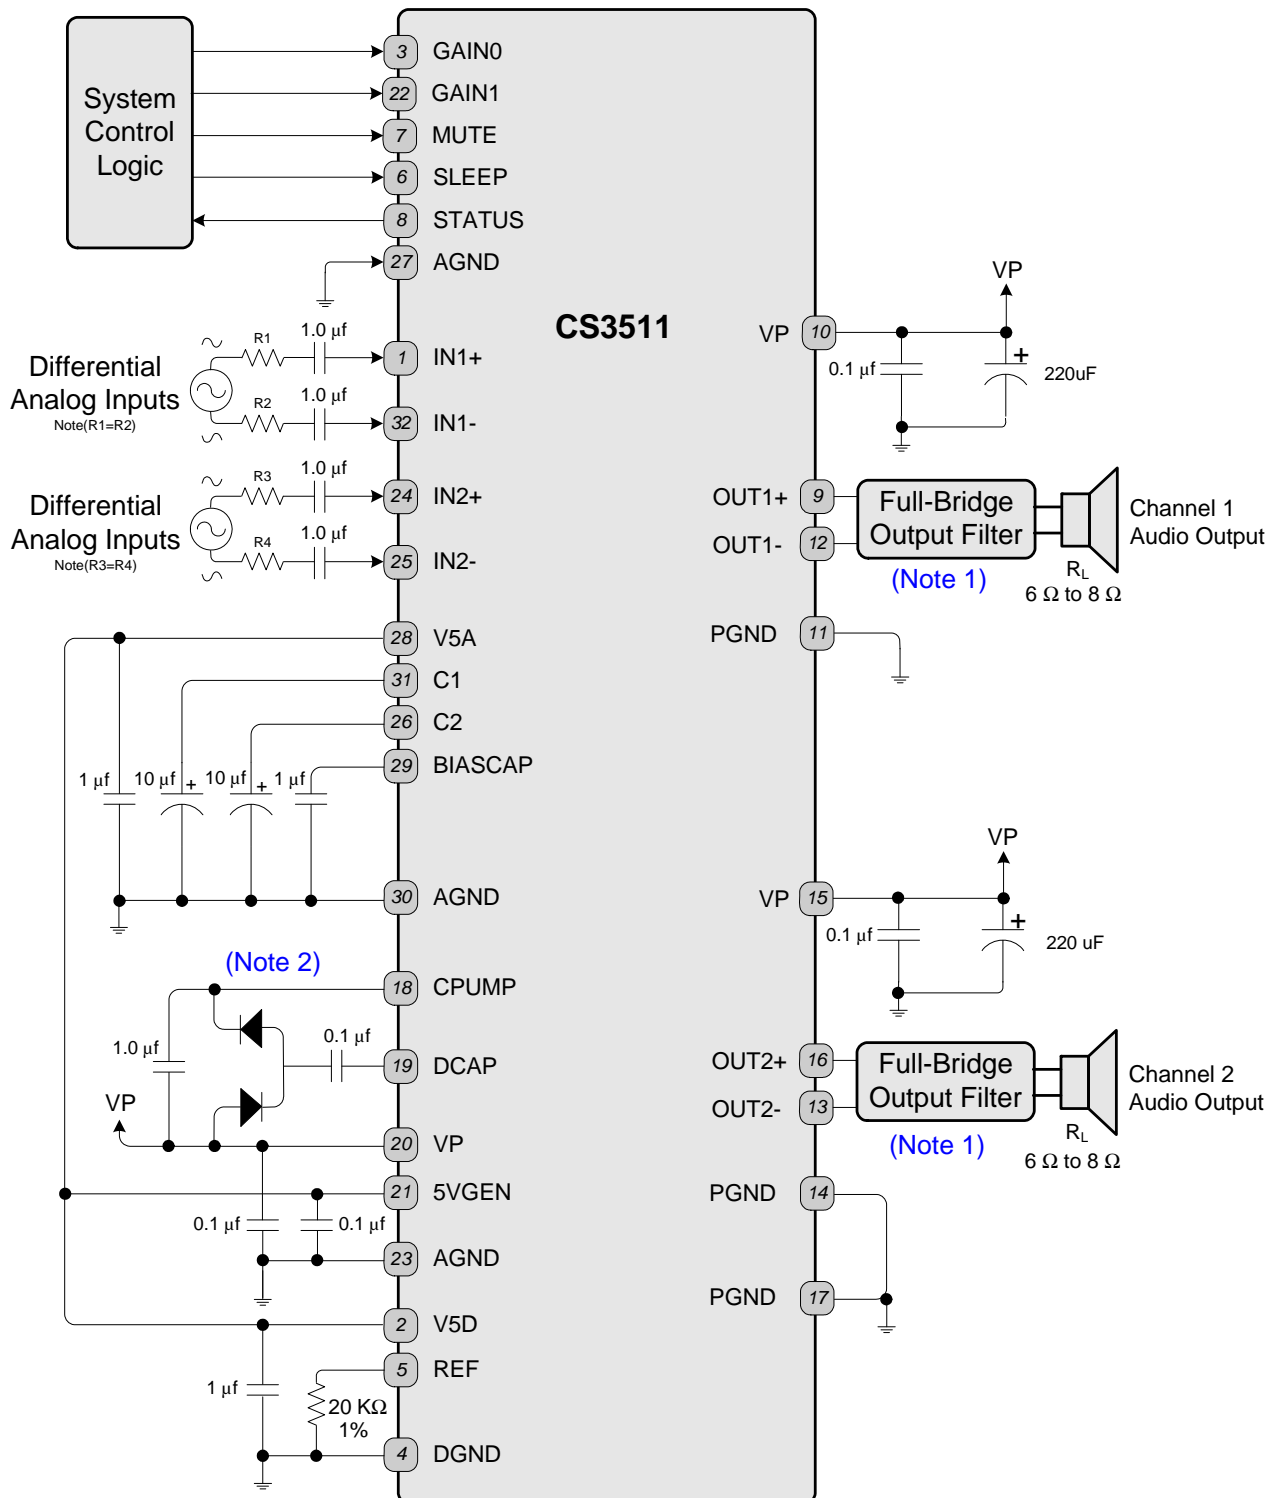 System
Control
Logic
3 GAIN0
22 GAIN1
7 MUTE
6 SLEEP
8 STATUS
27 AGND
CS3511
Differential
Analog Inputs
Note(R1=R2)
R1
1.0 µf
1 IN1+
R2
1.0 µf
32 IN1-
Differential
Analog Inputs
Note(R3=R4)
R3
1.0 µf
24 IN2+
R4
1.0 µf
25 IN2-
28 V5A
31 C1
26 C2
29 BIASCAP
1 µf
10 µf
+
10 µf
+
1 µf
30 AGND
(Note 2)
18 CPUMP
1.0 µf
0.1 µf
19 DCAP
VP
20 VP
21 5VGEN
0.1 µf
0.1 µf
23 AGND
2 V5D
5 REF
1 µf
20 KΩ
1%
4 DGND
VP
VP 10
0.1 µf
+
220uF
OUT1+ 9
OUT1- 12
Full-Bridge
Output Filter
(Note 1)
Channel 1
Audio Output
RL
6 Ω to 8 Ω
PGND 11
VP
VP 15
0.1 µf
+
220 uF
OUT2+ 16
OUT2- 13
Full-Bridge
Output Filter
(Note 1)
Channel 2
Audio Output
RL
6 Ω to 8 Ω
PGND 14
PGND 17